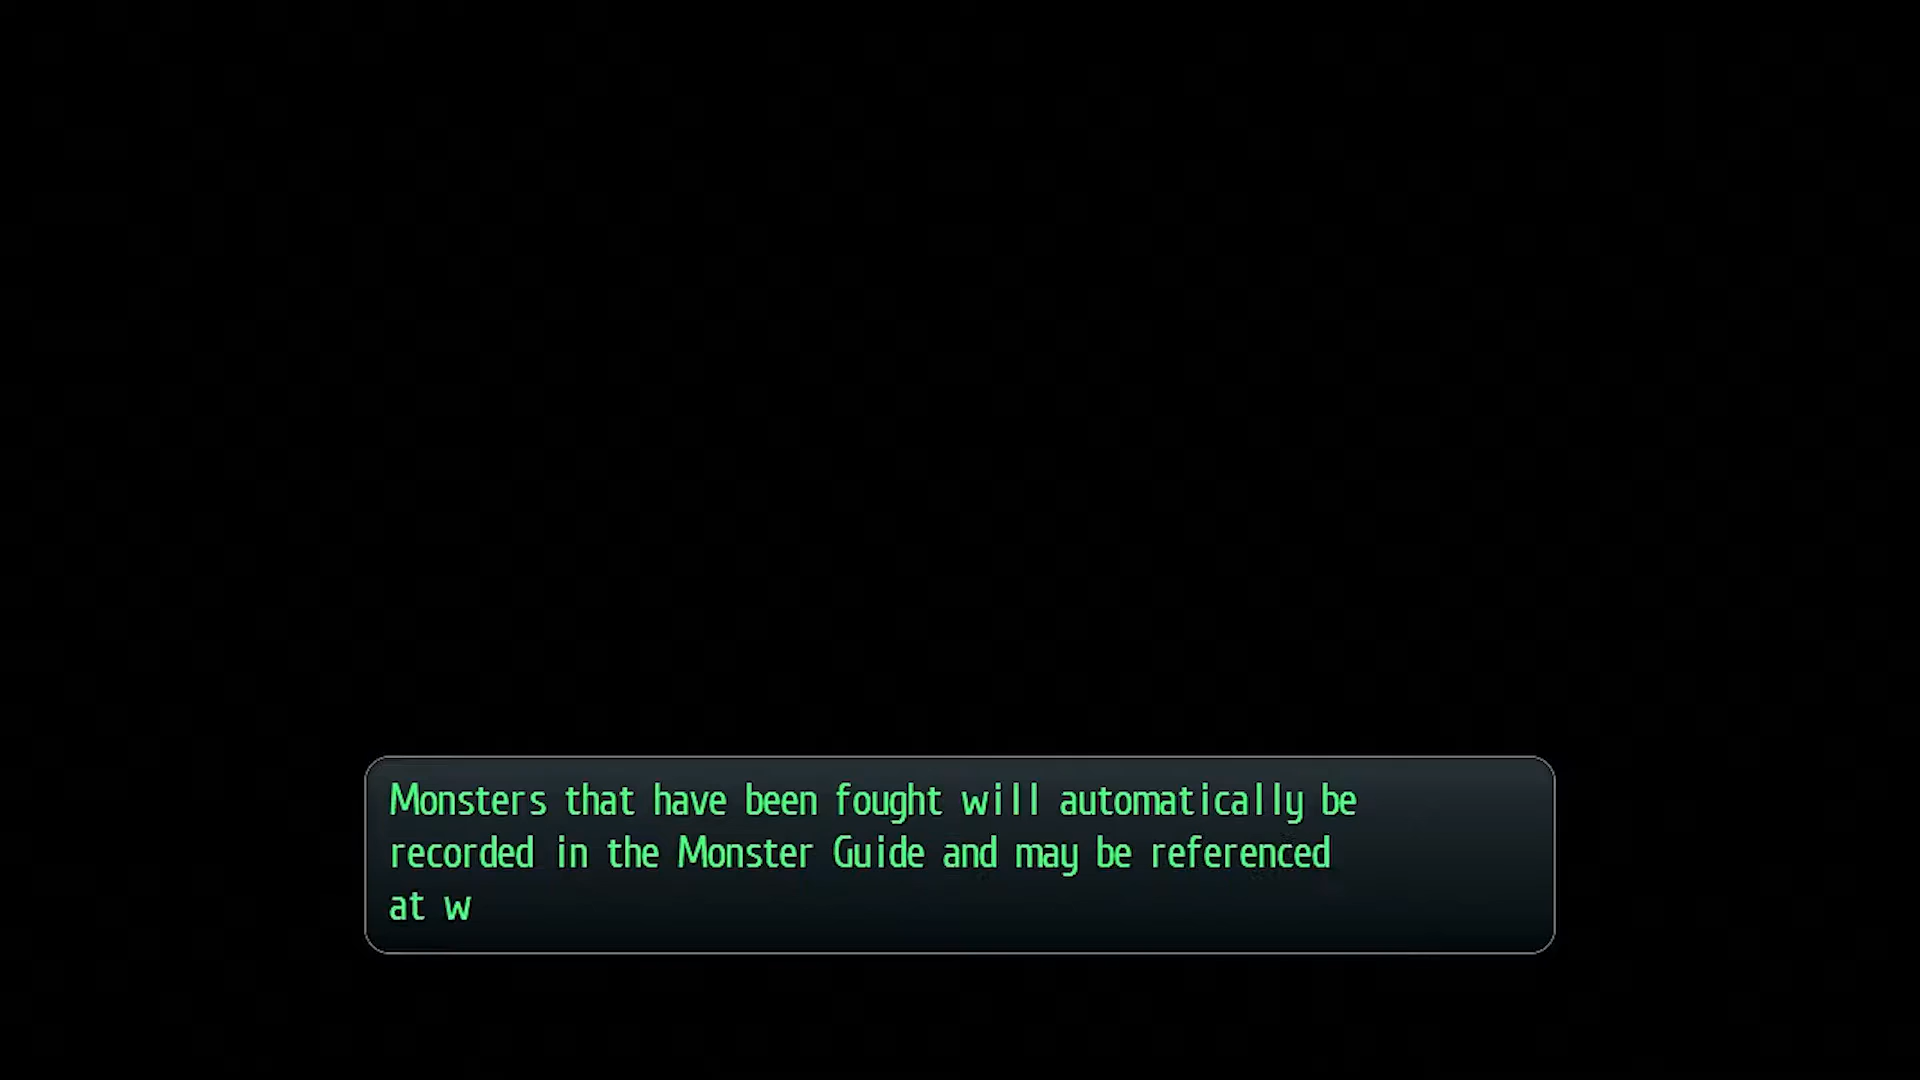 Monsters that have been fought will automatically be
recorded in the Monster Guide and may be referenced
at w